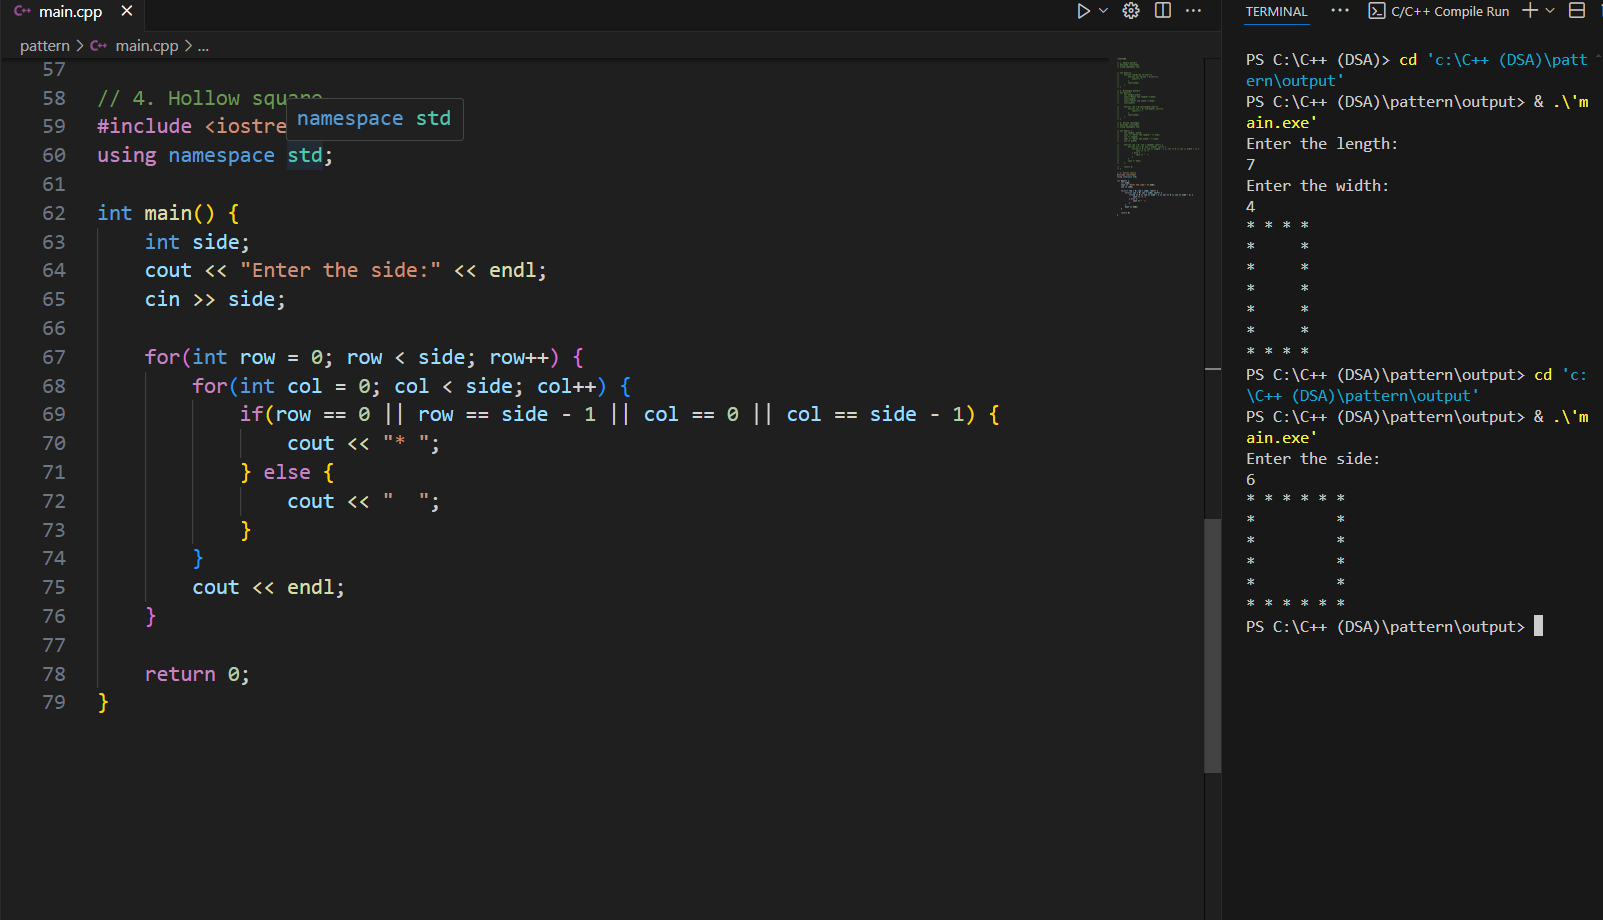 main.cpp
pattern > main.cpp > ...
57
58 // 4. Hollow square
59 #include <iostre
namespace std
60 using namespace std;
61
62 int main() {
63     int side;
64     cout << "Enter the side:" << endl;
65     cin >> side;
66
67     for(int row = 0; row < side; row++) {
68         for(int col = 0; col < side; col++) {
69             if(row == 0 || row == side - 1 || col == 0 || col == side - 1) {
70                 cout << "* ";
71             } else {
72                 cout << "  ";
73             }
74         }
75         cout << endl;
76     }
77
78     return 0;
79 }
TERMINAL ... C/C++ Compile Run
PS C:\C++ (DSA)> cd 'c:\C++ (DSA)\patt
ern\output'
PS C:\C++ (DSA)\pattern\output> & .\'m
ain.exe'
Enter the length:
7
Enter the width:
4
* * * *
*     *
*     *
*     *
*     *
*     *
* * * *
PS C:\C++ (DSA)\pattern\output> cd 'c:
\C++ (DSA)\pattern\output'
PS C:\C++ (DSA)\pattern\output> & .\'m
ain.exe'
Enter the side:
6
* * * * * *
*         *
*         *
*         *
*         *
* * * * * *
PS C:\C++ (DSA)\pattern\output>